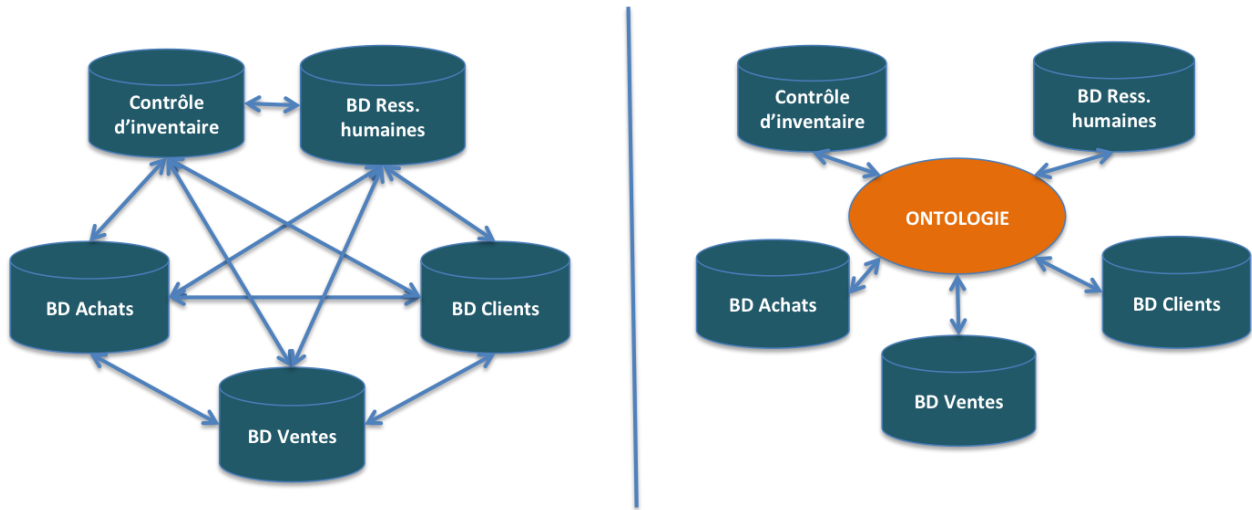 Contrôle
d'inventaire
BD Ress.
humaines
BD Achats
BD Clients
BD Ventes
Contrôle
d'inventaire
BD Ress.
humaines
ONTOLOGIE
BD Achats
BD Clients
BD Ventes